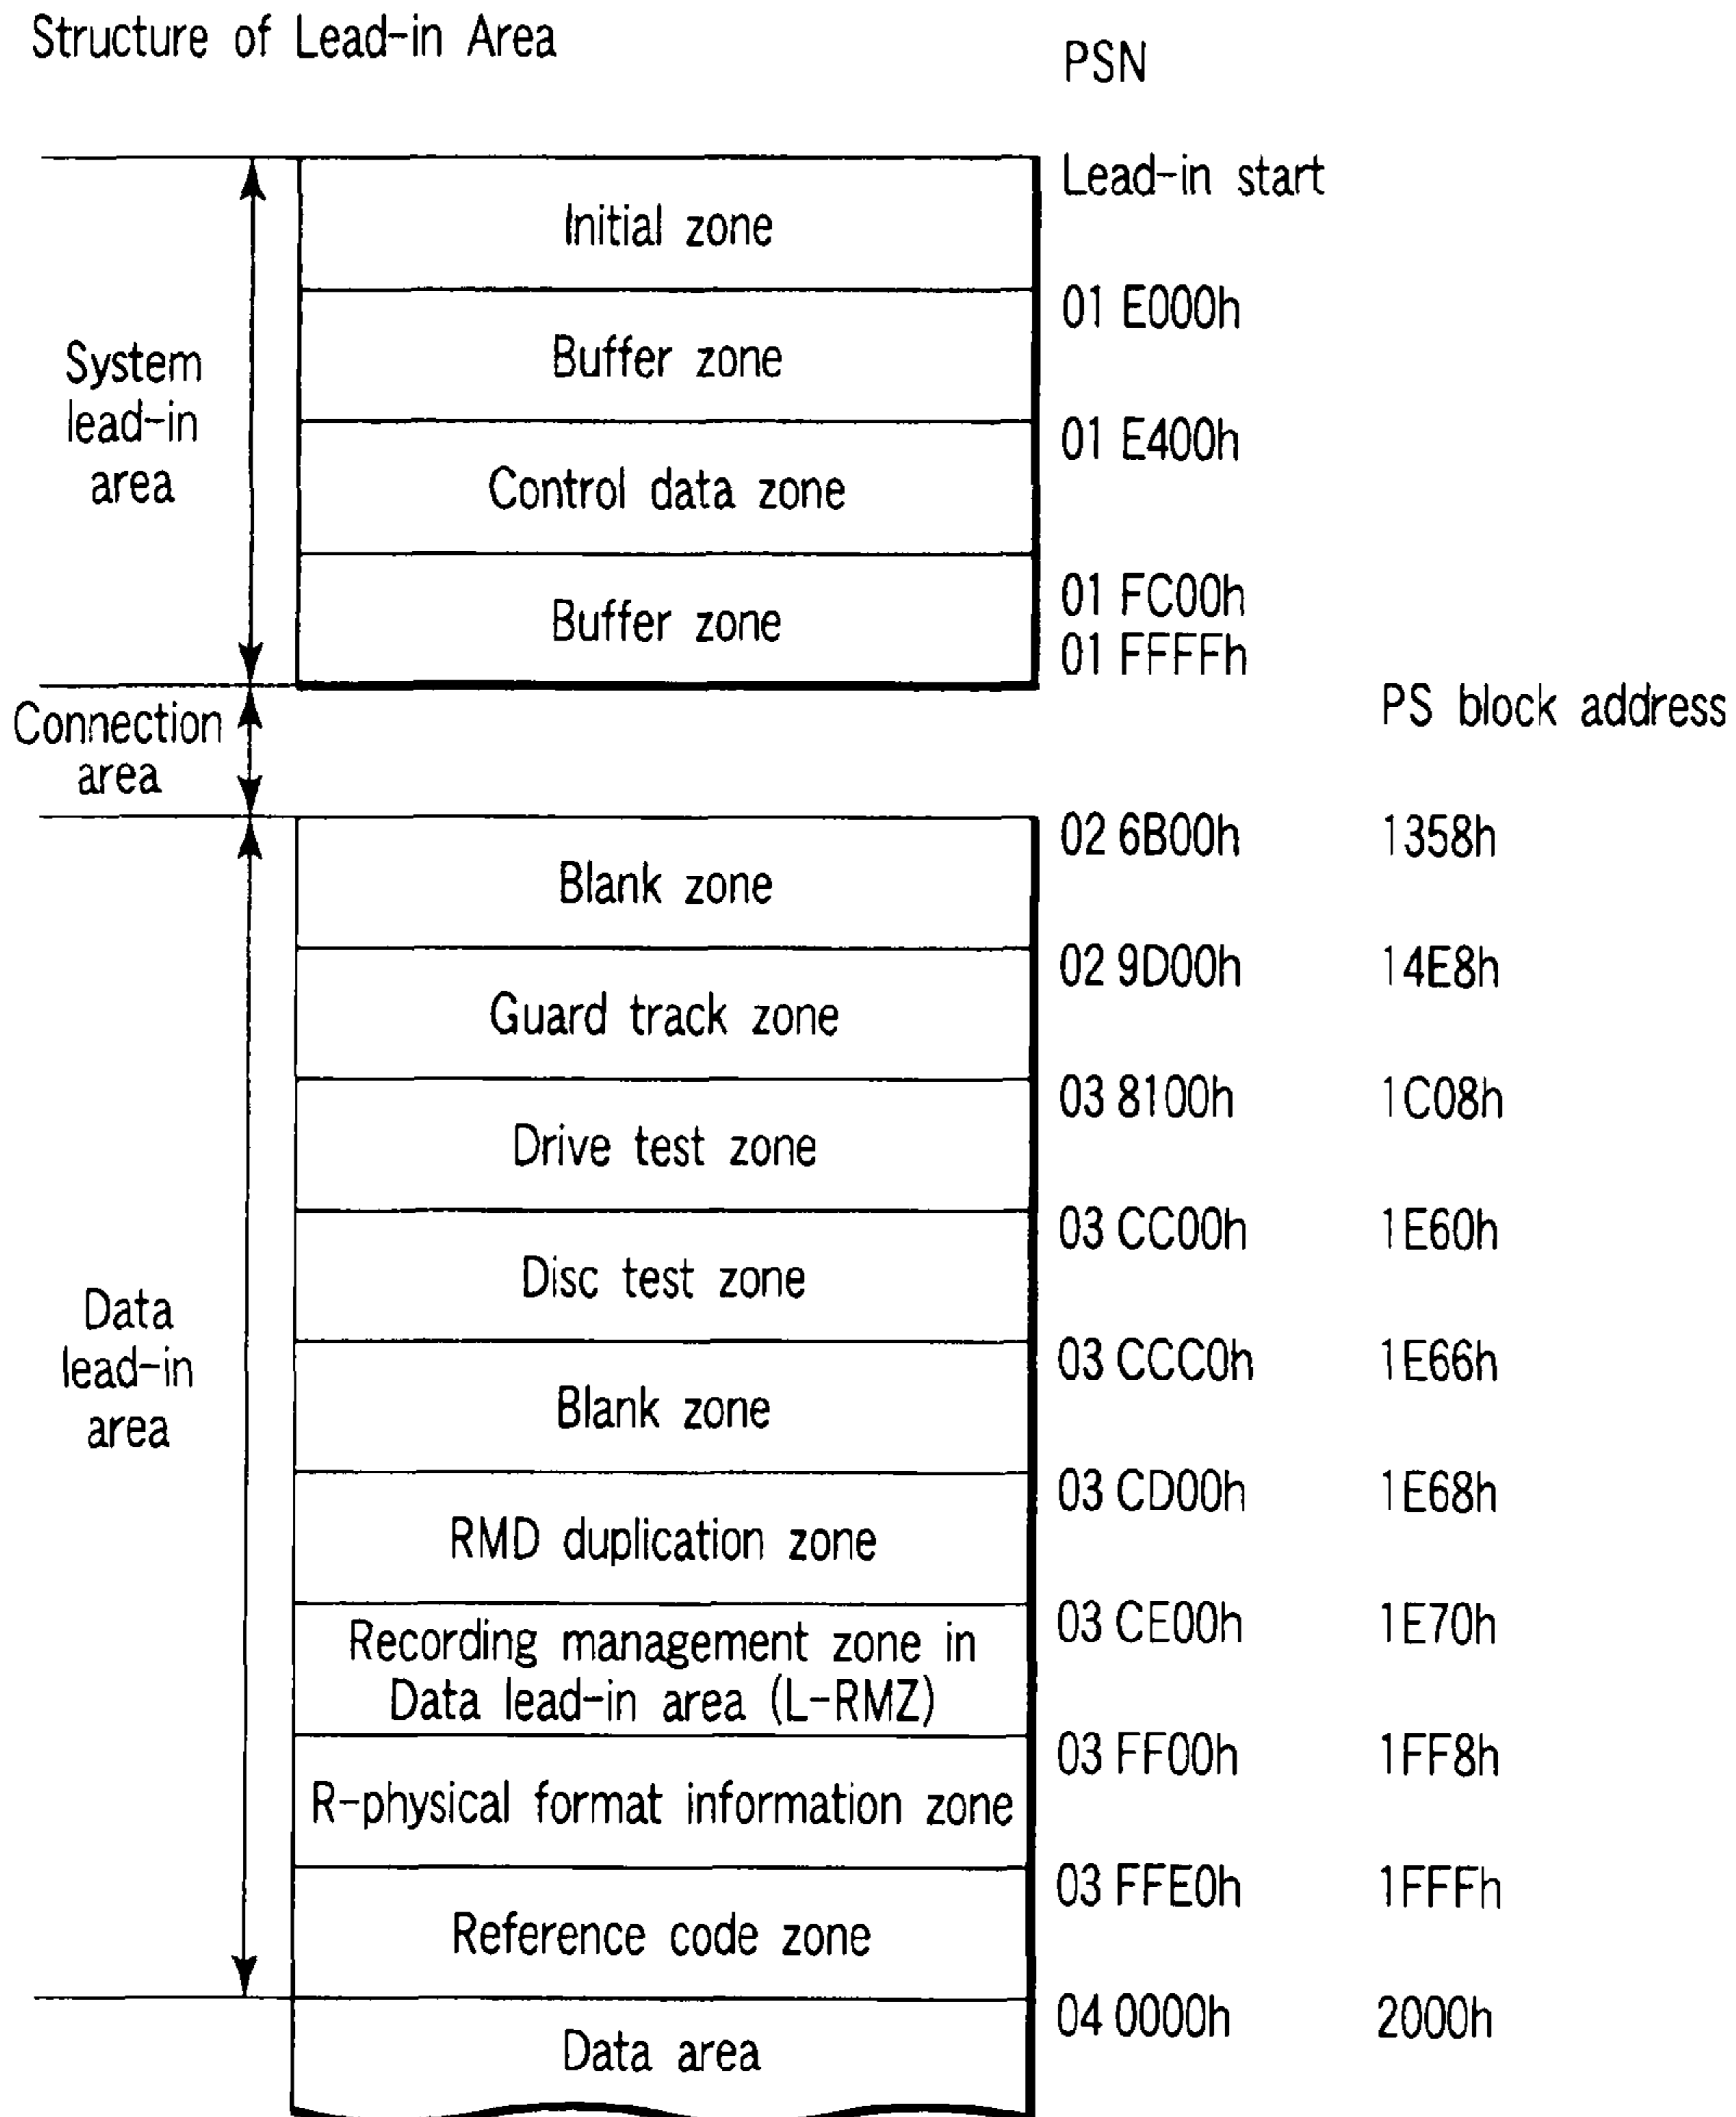 Structure of Lead-in Area
PSN
Lead-in start
Initial zone
01 E000h
Buffer zone
System
lead-in
area
01 E400h
Control data zone
01 FC00h
Buffer zone
01 FFFFh
Connection
area
PS block address
02 6B00h 1358h
Blank zone
02 9D00h 14E8h
Guard track zone
03 8100h 1C08h
Drive test zone
03 CC00h 1E60h
Disc test zone
Data
lead-in
area
03 CCC0h 1E66h
Blank zone
03 CD00h 1E68h
RMD duplication zone
03 CE00h 1E70h
Recording management zone in
Data lead-in area (L-RMZ)
03 FF00h 1FF8h
R-physical format information zone
03 FFE0h 1FFFh
Reference code zone
04 0000h 2000h
Data area